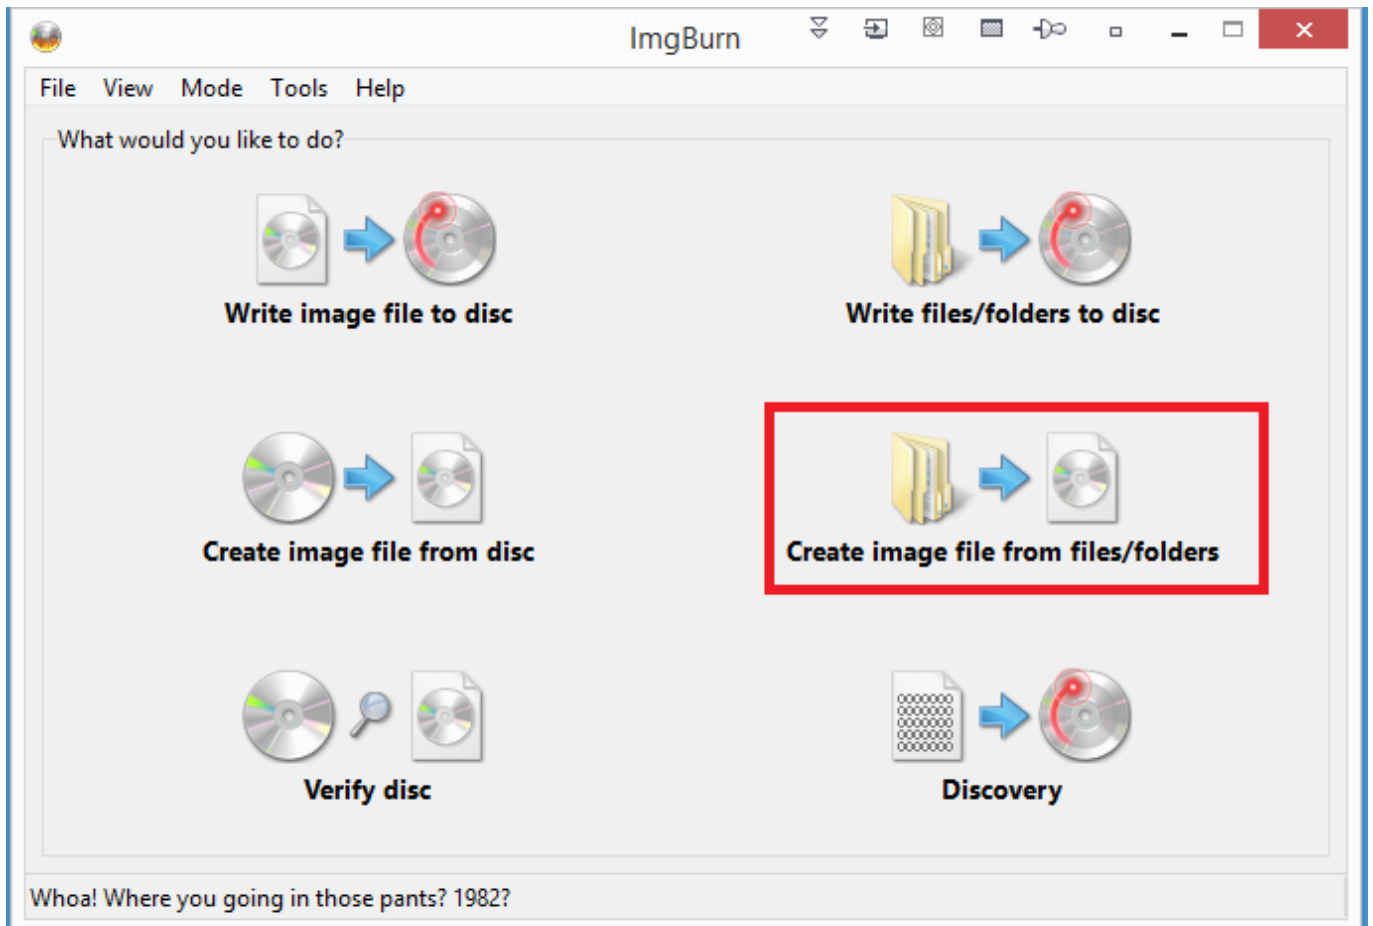 ImgBurn
File View Mode Tools Help
What would you like to do?
Write image file to disc
Write files/folders to disc
Create image file from disc
Create image file from files/folders
Verify disc
Discovery
Whoa! Where you going in those pants? 1982?